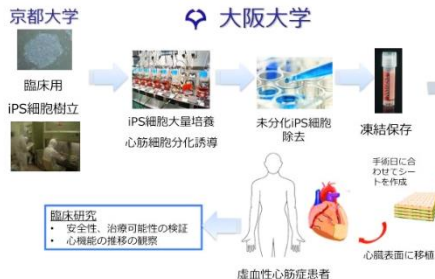 京都大学
大阪大学
臨床用
iPS細胞樹立
iPS細胞大量培養
心筋細胞分化誘導
未分化iPS細胞
除去
凍結保存
手術日に合
わせてシー
トを作成
臨床研究
• 安全性、治療可能性の検証
• 心機能の推移の観察
心臓表面に移植
虚血性心筋症患者